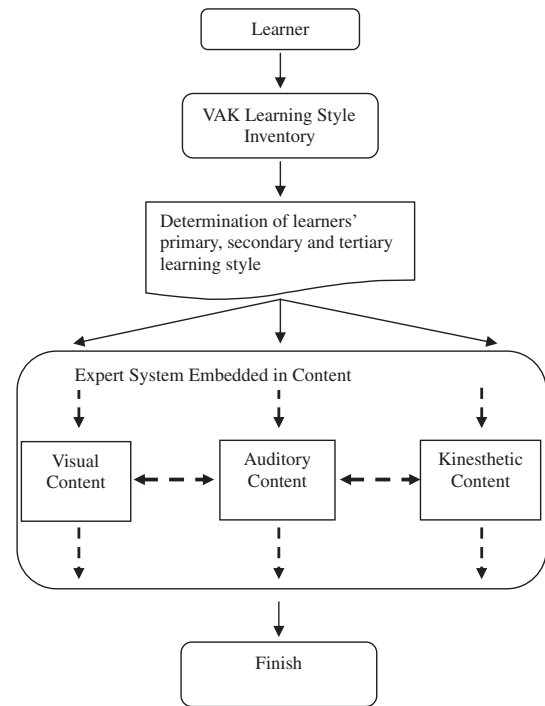 Learner
VAK Learning Style
Inventory
Determination of learners'
primary, secondary and tertiary
learning style
Expert System Embedded in Content
Visual
Content
Auditory
Content
Kinesthetic
Content
Finish